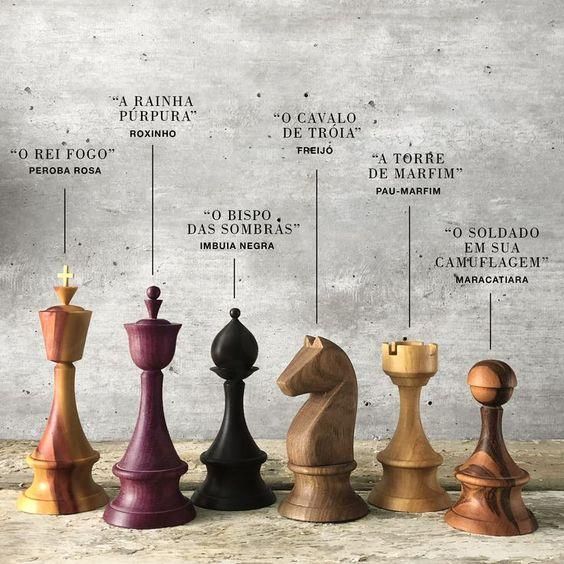 “A RAINHA
PÚRPURA”
ROXINHO
“O CAVALO
DE TRÓIA”
FREIJÓ
“O REI FOGO”
PEROBA ROSA
“A TORRE
DE MARFIM”
PAU-MARFIM
“O BISPO
DAS SOMBRAS”
IMBUIA NEGRA
“O SOLDADO
EM SUA
CAMUFLAGEM”
MARACATIARA